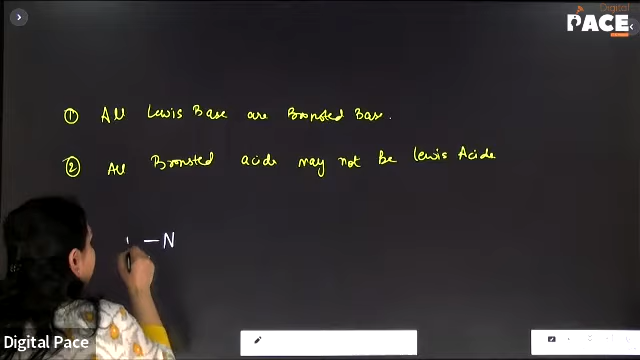 Digital
PACE
① All Lewis Base are Bronsted Base.
② All Bronsted acids may not be Lewis Acids
— N
Digital Pace